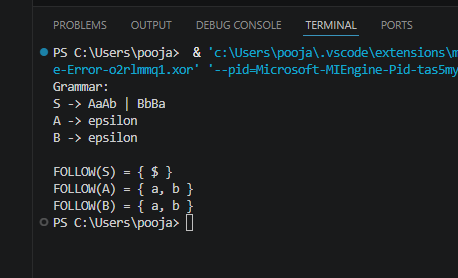 PROBLEMS OUTPUT DEBUG CONSOLE TERMINAL PORTS
PS C:\Users\pooja> & 'c:\Users\pooja\.vscode\extensions\m
e-Error-o2rlmmq1.xor' '--pid=Microsoft-MIEngine-Pid-tas5my
Grammar:
S -> AaAb | BbBa
A -> epsilon
B -> epsilon
FOLLOW(S) = { $ }
FOLLOW(A) = { a, b }
FOLLOW(B) = { a, b }
PS C:\Users\pooja>